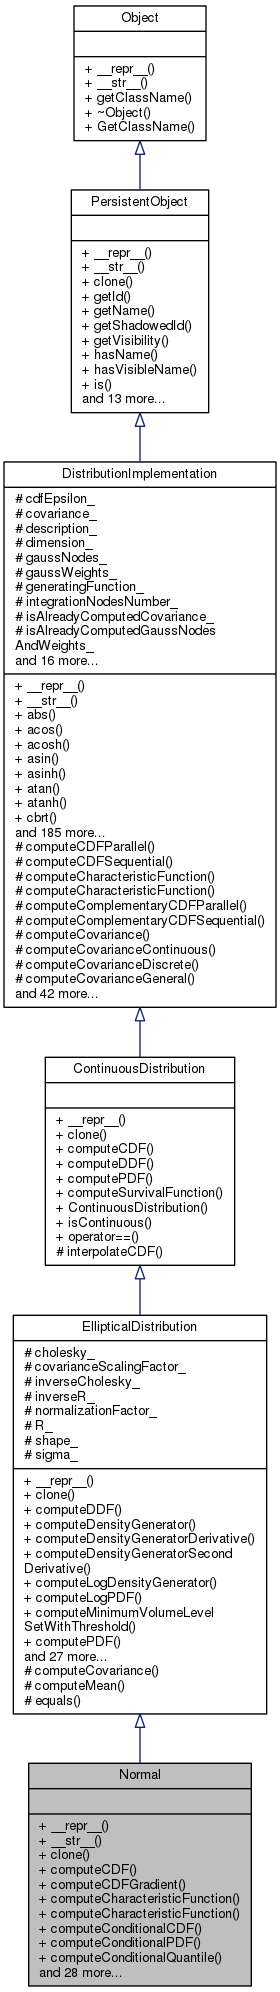 Object
+ __repr__()
+ __str__()
+ getClassName()
+ ~Object()
+ GetClassName()
PersistentObject
+ __repr__()
+ __str__()
+ clone()
+ getId()
+ getName()
+ getShadowedId()
+ getVisibility()
+ hasName()
+ hasVisibleName()
+ is()
and 13 more...
DistributionImplementation
# cdfEpsilon_
# covariance_
# description_
# dimension_
# gaussNodes_
# gaussWeights_
# generatingFunction_
# integrationNodesNumber_
# isAlreadyComputedCovariance_
# isAlreadyComputedGaussNodes
AndWeights_
and 16 more...
+ __repr__()
+ __str__()
+ abs()
+ acos()
+ acosh()
+ asin()
+ asinh()
+ atan()
+ atanh()
+ cbrt()
and 185 more...
# computeCDFParallel()
# computeCDFSequential()
# computeCharacteristicFunction()
# computeCharacteristicFunction()
# computeComplementaryCDFParallel()
# computeComplementaryCDFSequential()
# computeCovariance()
# computeCovarianceContinuous()
# computeCovarianceDiscrete()
# computeCovarianceGeneral()
and 42 more...
ContinuousDistribution
+ __repr__()
+ clone()
+ computeCDF()
+ computeDDF()
+ computePDF()
+ computeSurvivalFunction()
+ ContinuousDistribution()
+ isContinuous()
+ operator==()
# interpolateCDF()
EllipticalDistribution
# cholesky_
# covarianceScalingFactor_
# inverseCholesky_
# inverseR_
# normalizationFactor_
# R_
# shape_
# sigma_
+ __repr__()
+ clone()
+ computeDDF()
+ computeDensityGenerator()
+ computeDensityGeneratorDerivative()
+ computeDensityGeneratorSecond
Derivative()
+ computeLogDensityGenerator()
+ computeLogPDF()
+ computeMinimumVolumeLevel
SetWithThreshold()
+ computePDF()
and 27 more...
# computeCovariance()
# computeMean()
# equals()
Normal
+ __repr__()
+ __str__()
+ clone()
+ computeCDF()
+ computeCDFGradient()
+ computeCharacteristicFunction()
+ computeCharacteristicFunction()
+ computeConditionalCDF()
+ computeConditionalPDF()
+ computeConditionalQuantile()
and 28 more...